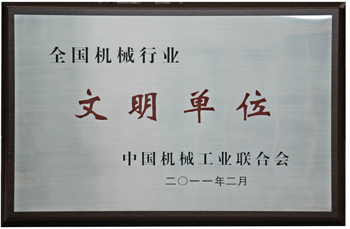 全国机械行业
文明单位
中国机械工业联合会
二〇一一年二月